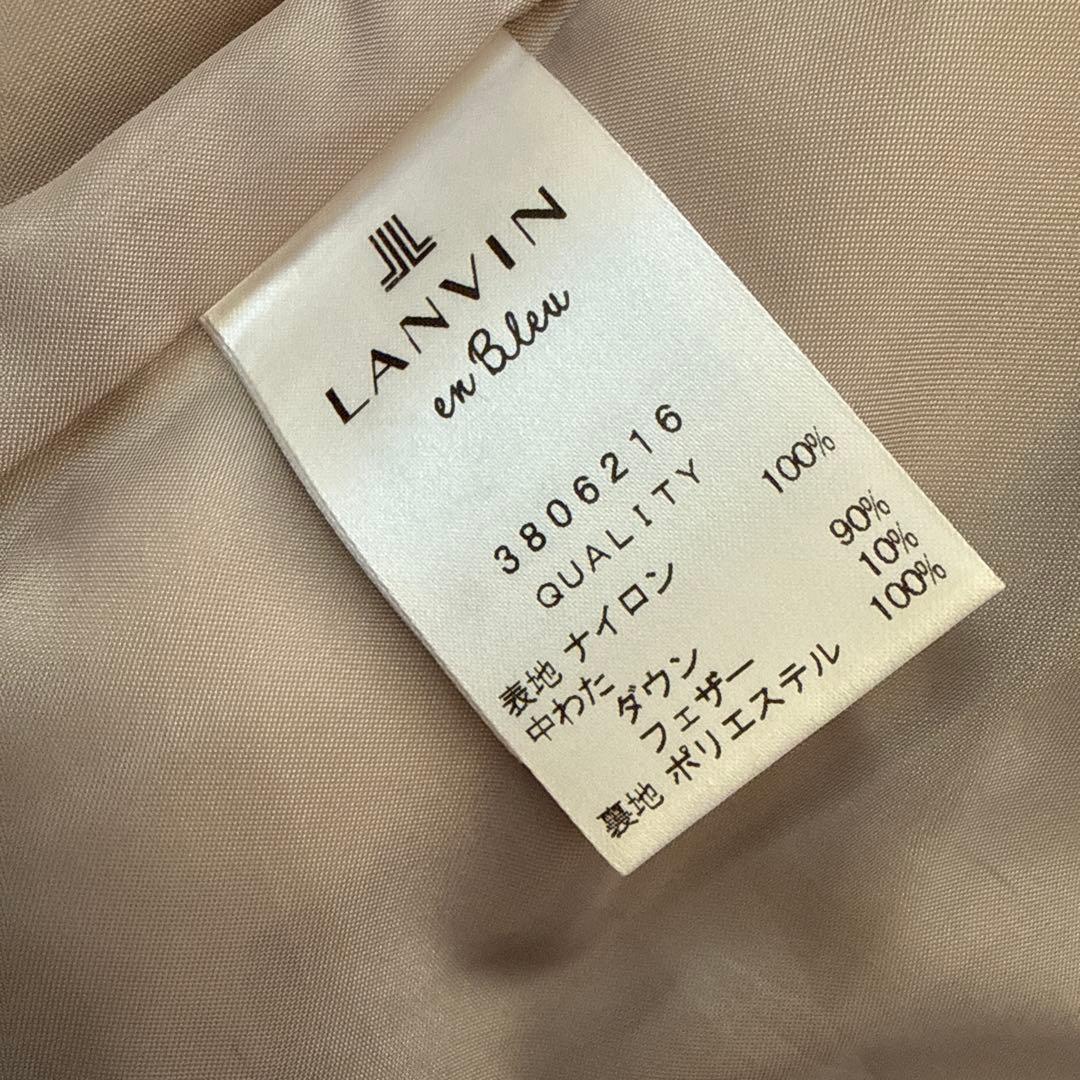 LANVIN
en Bleu
3806216
QUALITY
表地 ナイロン 100%
中わた ダウン 90%
フェザー 10%
裏地 ポリエステル 100%